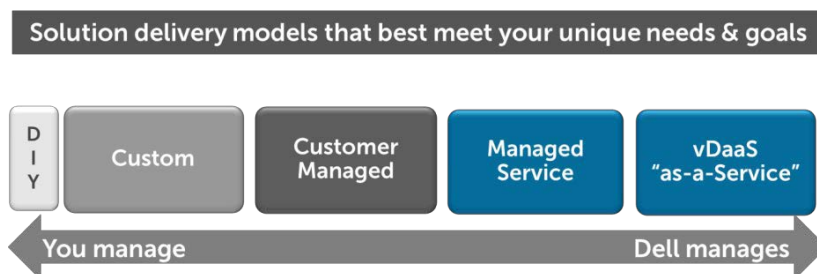 Solution delivery models that best meet your unique needs & goals
D
I
Y
Custom
Customer
Managed
Managed
Service
vDaaS
“as-a-Service”
You manage
Dell manages